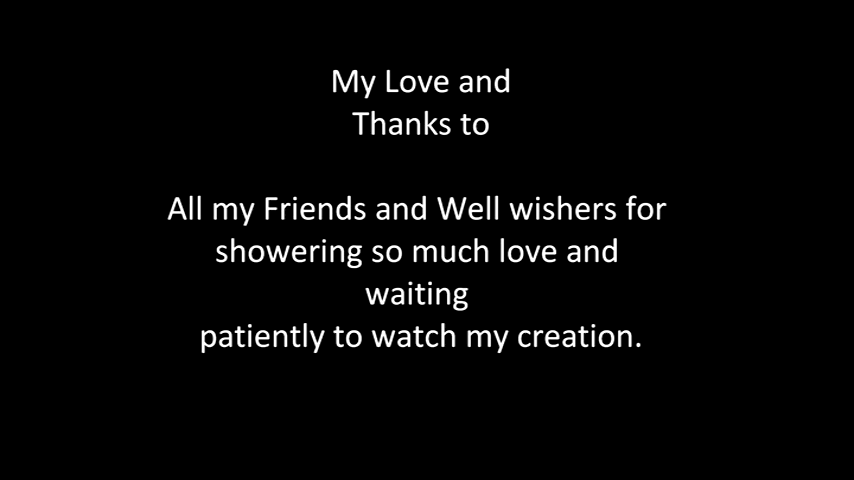 My Love and
Thanks to
All my Friends and Well wishers for
showering so much love and
waiting
patiently to watch my creation.